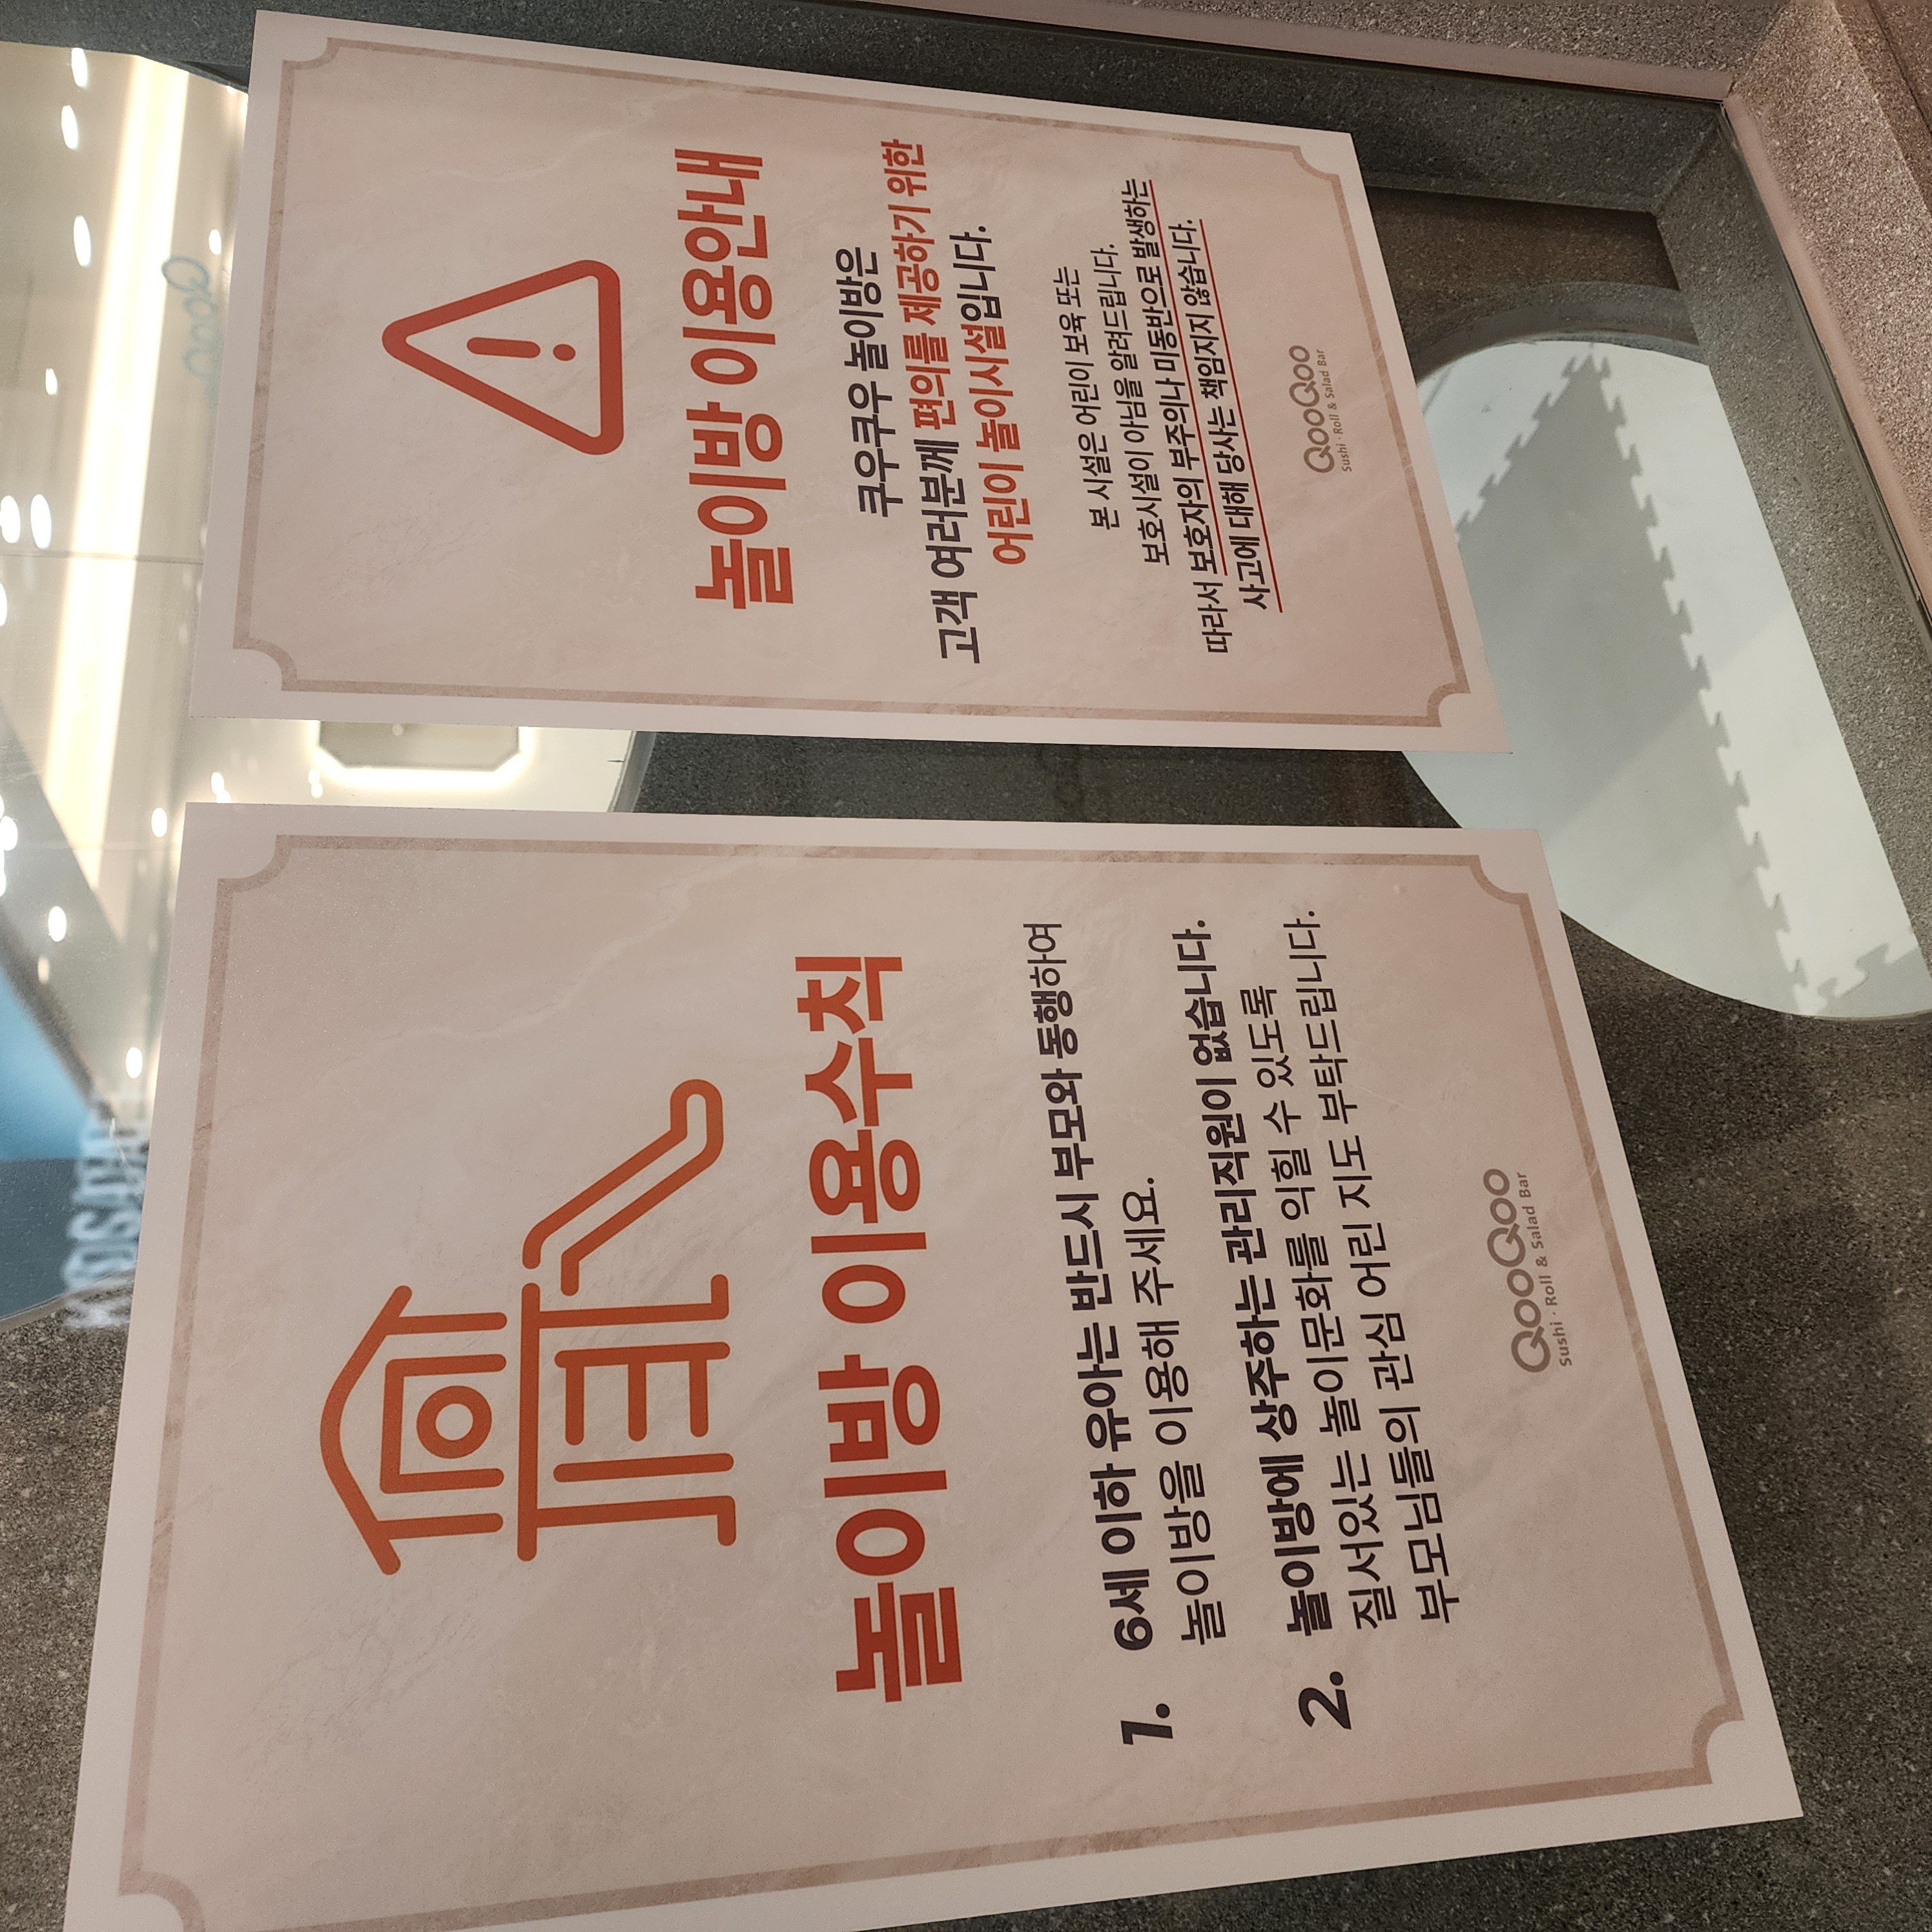 놀이방 이용수칙
1. 6세 이하 유아는 반드시 부모와 동행하여
놀이방을 이용해 주세요.
2. 놀이방에 상주하는 관리직원이 없습니다.
질서있는 놀이문화를 익힐 수 있도록
부모님들의 관심 어린 지도 부탁드립니다.
QooQoo
Sushi · Roll & Salad Bar
놀이방 이용안내
쿠우쿠우 놀이방은
고객 여러분께 편의를 제공하기 위한
어린이 놀이시설입니다.
본 시설은 어린이 보육 또는
보호시설이 아님을 알려드립니다.
따라서 보호자의 부주의나 미동반으로 발생하는
사고에 대해 당사는 책임지지 않습니다.
QooQoo
Sushi · Roll & Salad Bar